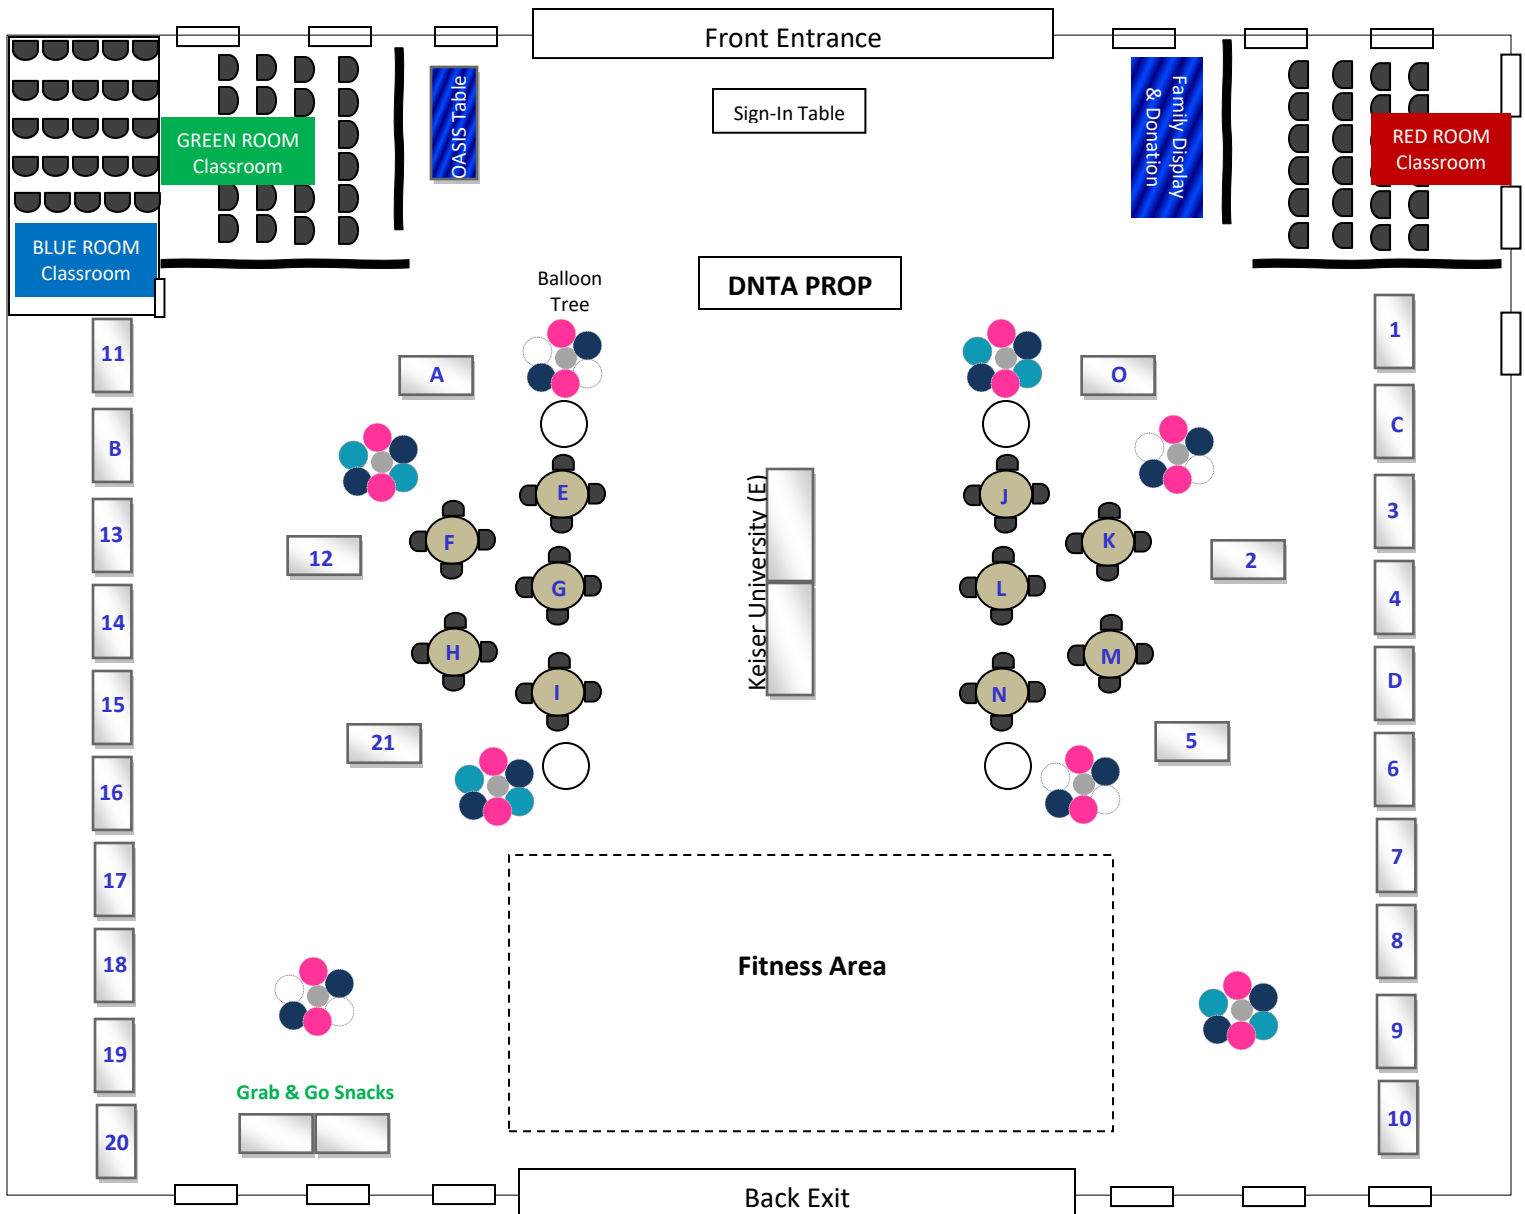 Front Entrance
Sign-In Table
OASIS Table
Family Display
& Donation
GREEN ROOM
Classroom
RED ROOM
Classroom
BLUE ROOM
Classroom
Balloon
Tree
DNTA PROP
11
A
O
1
B
C
E
J
13
F
K
3
12
2
G
L
14
4
H
M
15
I
N
D
Keiser University (E)
21
5
16
6
17
7
18
Fitness Area
8
19
9
Grab & Go Snacks
20
10
Back Exit